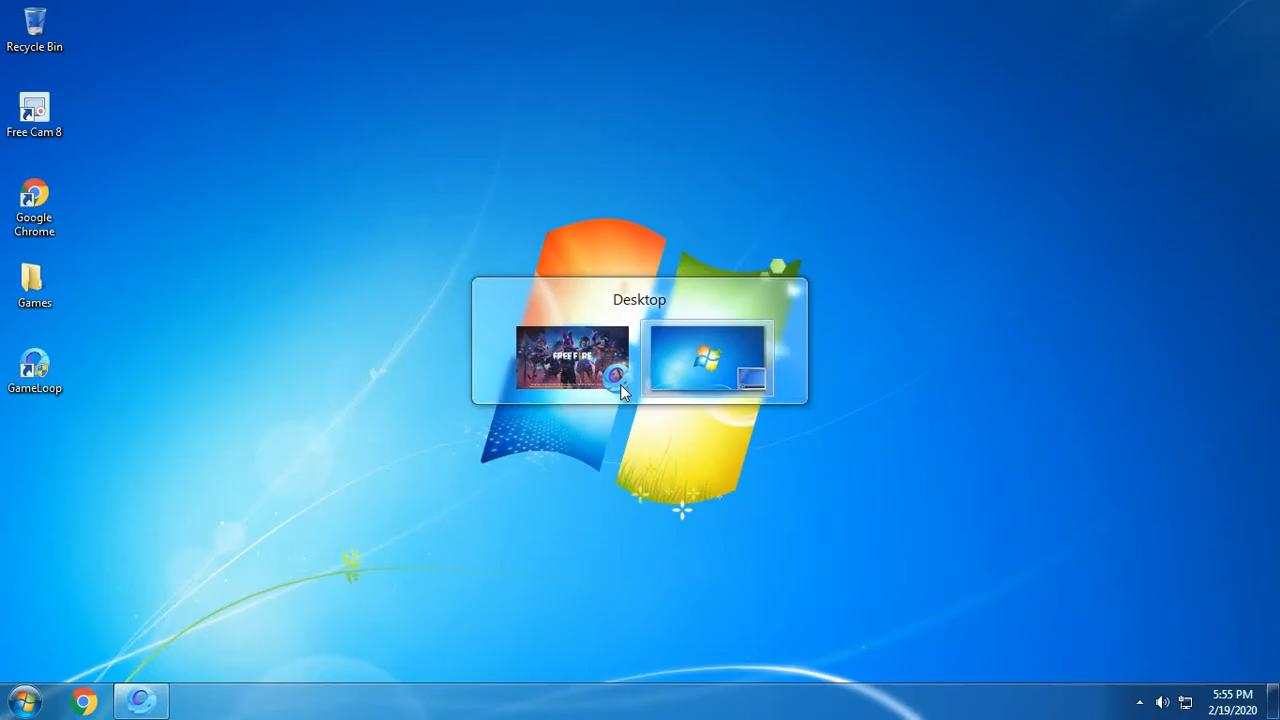 Recycle Bin
Free Cam 8
Google
Chrome
Games
GameLoop
Desktop
FREE FIRE
5:55 PM
2/19/2020